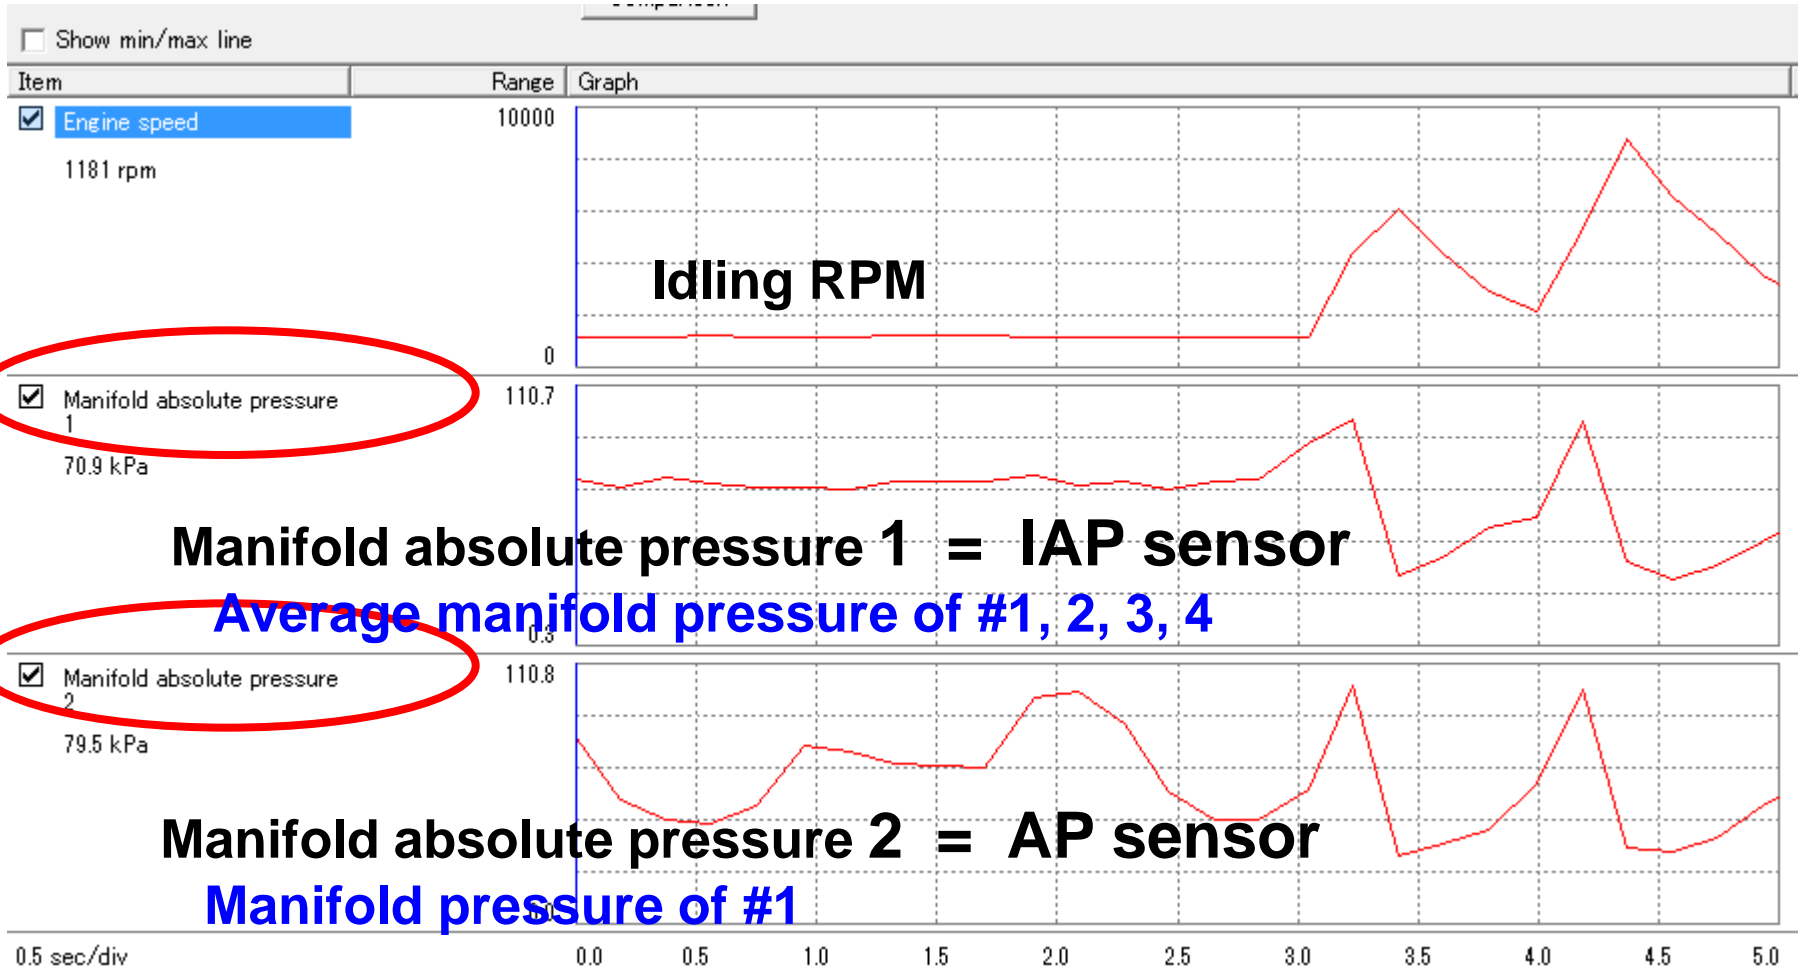 Show min/max line
Item Range Graph
Engine speed 10000
1181 rpm
Idling RPM
0
Manifold absolute pressure 110.7
1
70.9 kPa
Manifold absolute pressure 1 = IAP sensor
Average manifold pressure of #1, 2, 3, 4
0.3
Manifold absolute pressure 110.8
2
79.5 kPa
Manifold absolute pressure 2 = AP sensor
Manifold pressure of #1
0.5 sec/div 0.0 0.5 1.0 1.5 2.0 2.5 3.0 3.5 4.0 4.5 5.0